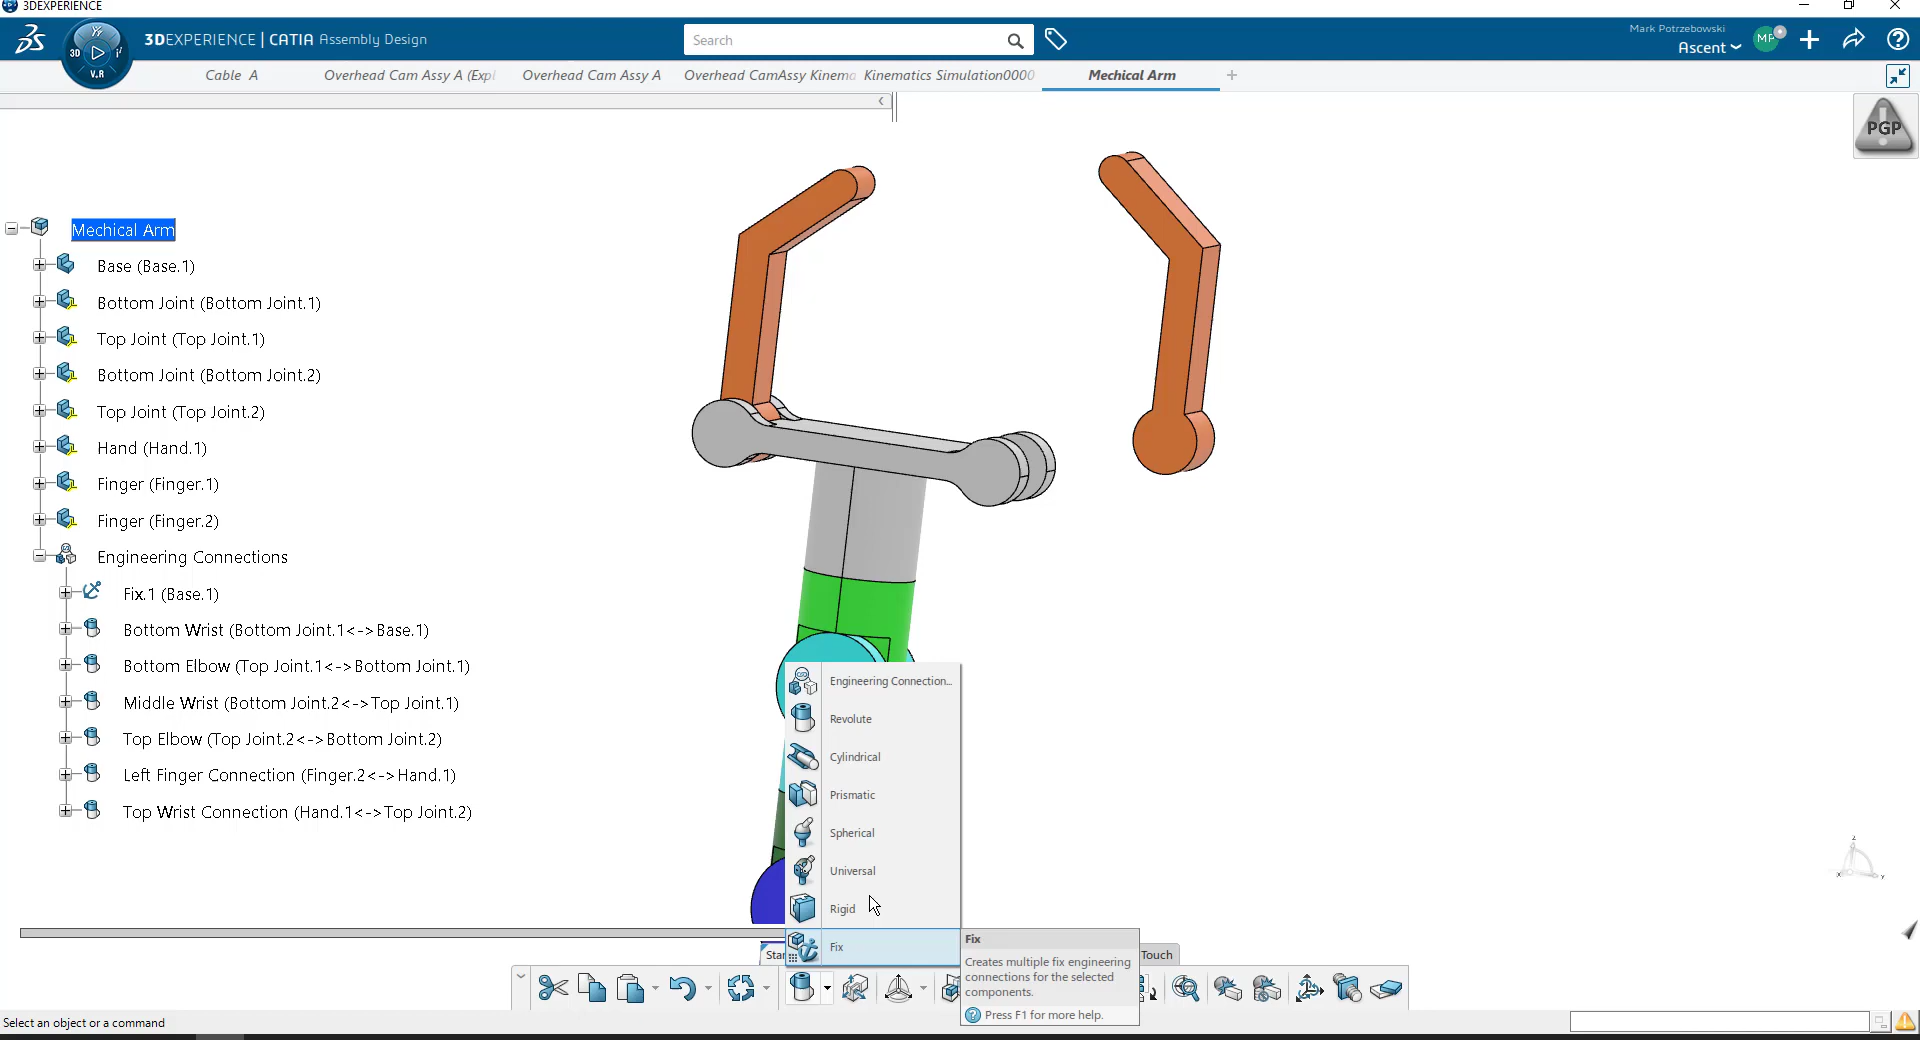 3DEXPERIENCE
3DEXPERIENCE | CATIA Assembly Design
3D
V.R
Search
Mark Potrzebowski
Ascent
MP
Cable A
Overhead Cam Assy A (Expl
Overhead Cam Assy A
Overhead CamAssy Kinema
Kinematics Simulation0000
Mechical Arm
PGP
Mechical Arm
Base (Base.1)
Bottom Joint (Bottom Joint.1)
Top Joint (Top Joint.1)
Bottom Joint (Bottom Joint.2)
Top Joint (Top Joint.2)
Hand (Hand.1)
Finger (Finger.1)
Finger (Finger.2)
Engineering Connections
Fix.1 (Base.1)
Bottom Wrist (Bottom Joint.1<->Base.1)
Bottom Elbow (Top Joint.1<->Bottom Joint.1)
Middle Wrist (Bottom Joint.2<->Top Joint.1)
Top Elbow (Top Joint.2<->Bottom Joint.2)
Left Finger Connection (Finger.2<->Hand.1)
Top Wrist Connection (Hand.1<->Top Joint.2)
Engineering Connection...
Revolute
Cylindrical
Prismatic
Spherical
Universal
Rigid
Fix
Fix
Creates multiple fix engineering
connections for the selected
components.
Press F1 for more help.
Star
Touch
Select an object or a command